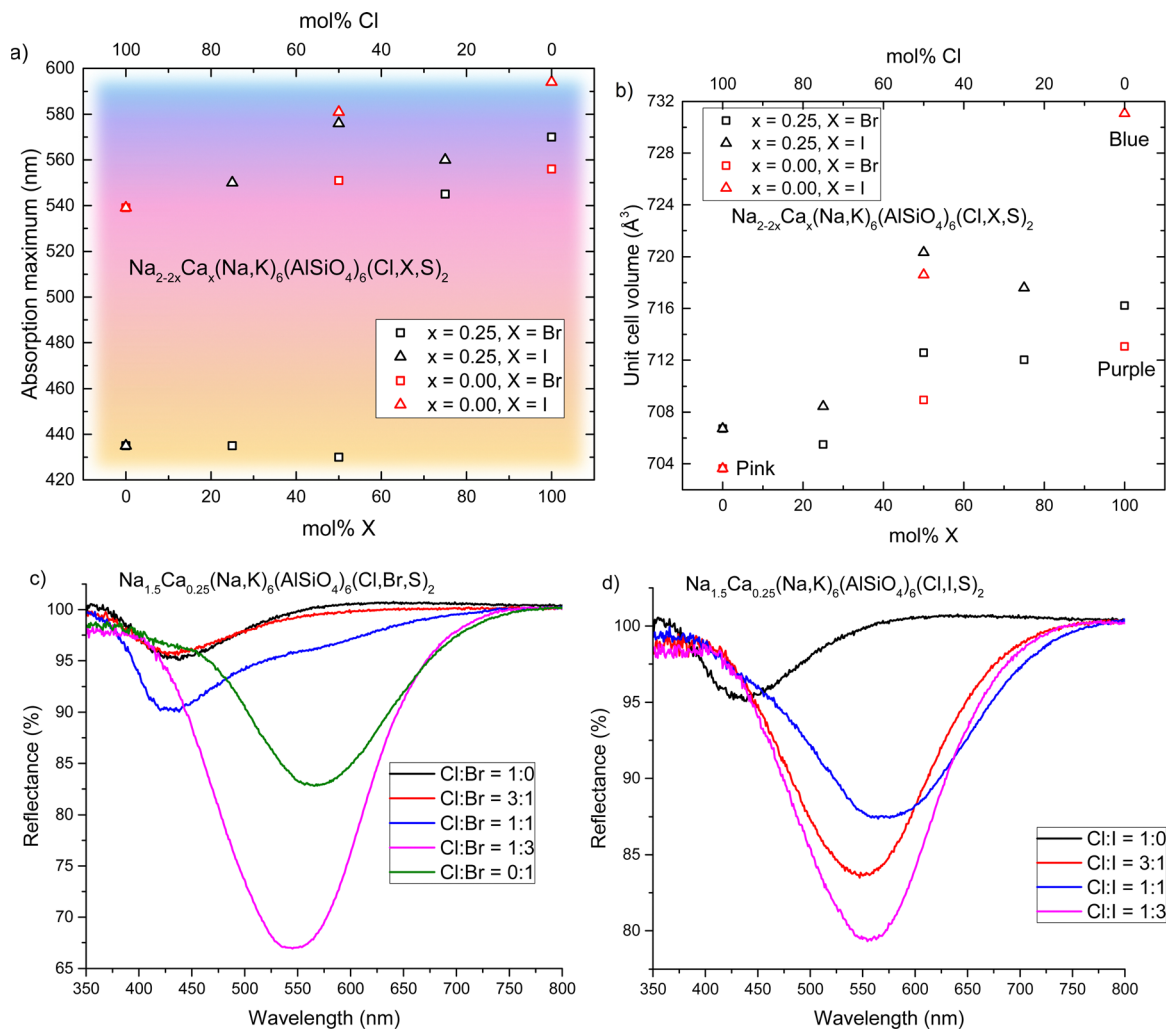 a)
mol% Cl
100 80 60 40 20 0
600
580
560
540
520
500
480
460
440
420
Absorption maximum (nm)
Na2-2xCax(Na,K)6(AlSiO4)6(Cl,X,S)2
x = 0.25, X = Br
x = 0.25, X = I
x = 0.00, X = Br
x = 0.00, X = I
0 20 40 60 80 100
mol% X
b)
mol% Cl
100 80 60 40 20 0
732
728
724
720
716
712
708
704
Unit cell volume (Å3)
x = 0.25, X = Br
x = 0.25, X = I
x = 0.00, X = Br
x = 0.00, X = I
Blue
Na2-2xCax(Na,K)6(AlSiO4)6(Cl,X,S)2
Purple
Pink
0 20 40 60 80 100
mol% X
c)
Na1.5Ca0.25(Na,K)6(AlSiO4)6(Cl,Br,S)2
100
95
90
85
80
75
70
65
Reflectance (%)
Cl:Br = 1:0
Cl:Br = 3:1
Cl:Br = 1:1
Cl:Br = 1:3
Cl:Br = 0:1
350 400 450 500 550 600 650 700 750 800
Wavelength (nm)
d)
Na1.5Ca0.25(Na,K)6(AlSiO4)6(Cl,I,S)2
100
95
90
85
80
Reflectance (%)
Cl:I = 1:0
Cl:I = 3:1
Cl:I = 1:1
Cl:I = 1:3
350 400 450 500 550 600 650 700 750 800
Wavelength (nm)